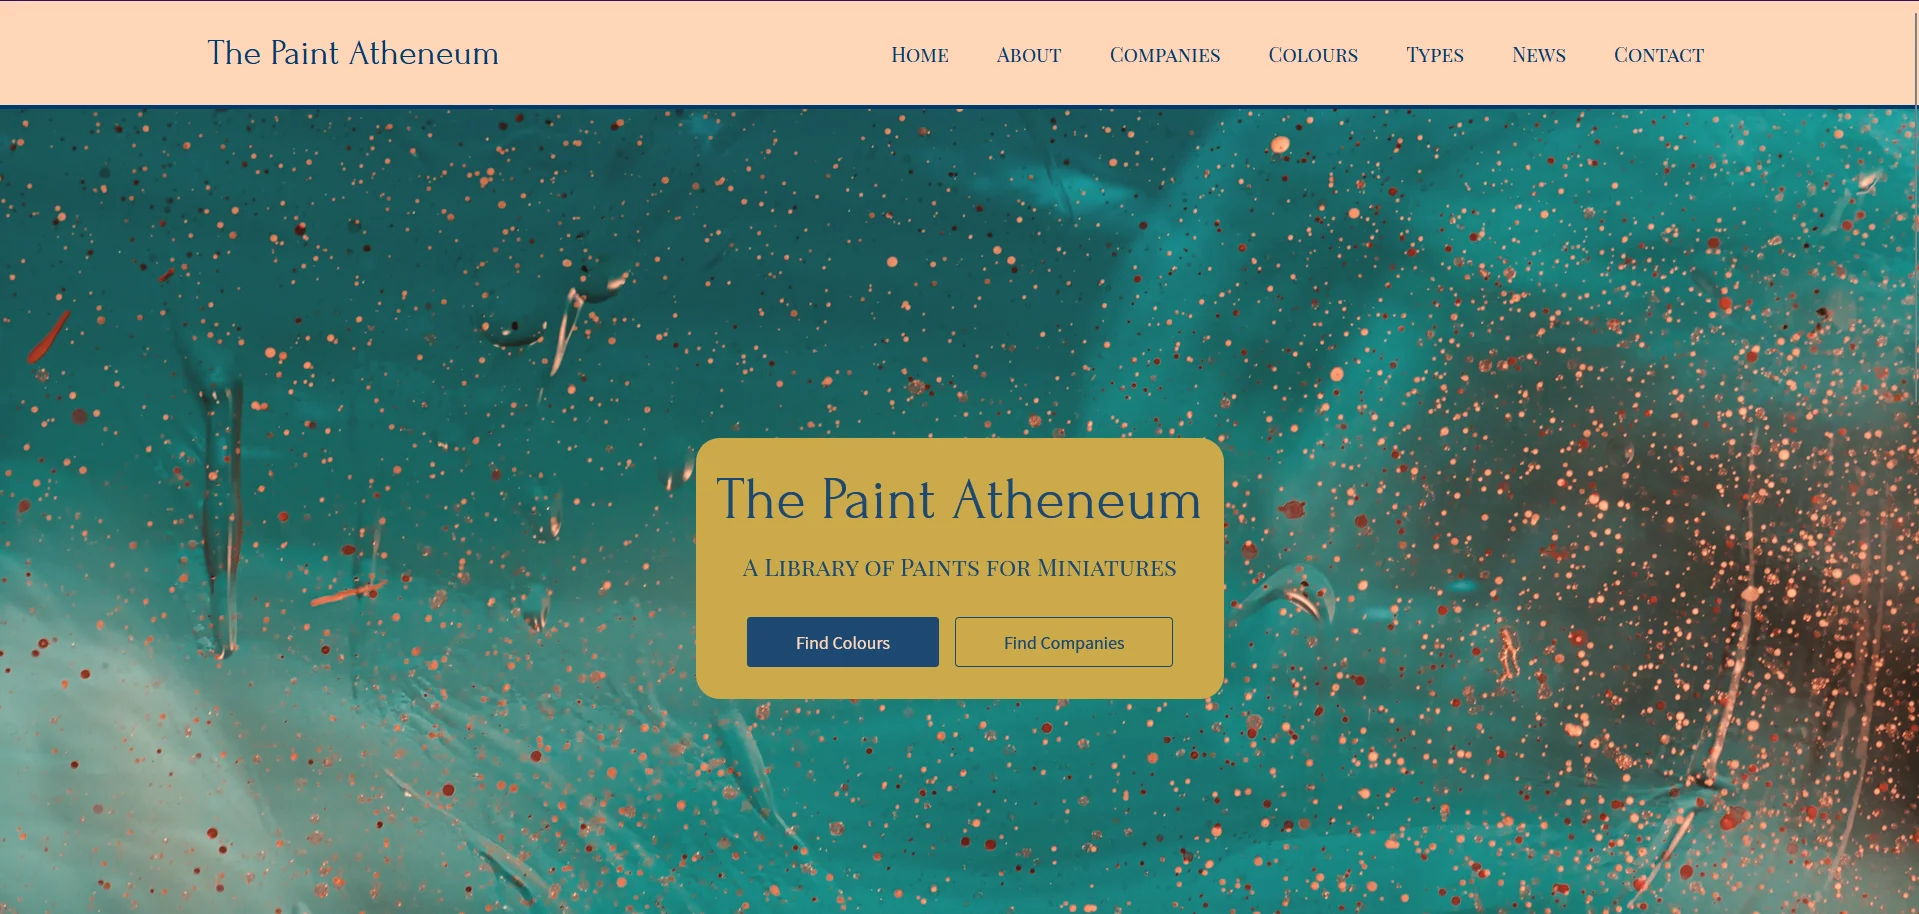 The Paint Atheneum
Home About Companies Colours Types News Contact
The Paint Atheneum
A Library of Paints for Miniatures
Find Colours Find Companies